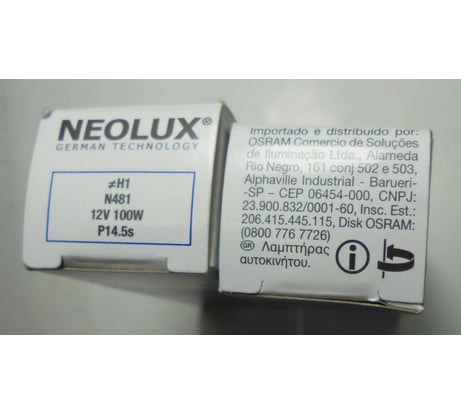 NEOLUX®
GERMAN TECHNOLOGY
≠H1
N481
12V 100W
P14.5s
Importado e distribuído por:
OSRAM Comercio de Soluções
de Iluminação Ltda., Alameda
Rio Negro, 161 conj 502 e 503,
Alphaville Industrial - Barueri-
-SP – CEP 06454-000, CNPJ:
23.900.832/0001-60, Insc. Est.:
206.415.445.115, Disk OSRAM:
(0800 776 7726)
GR Λαμπτήρας
αυτοκινήτου.
i